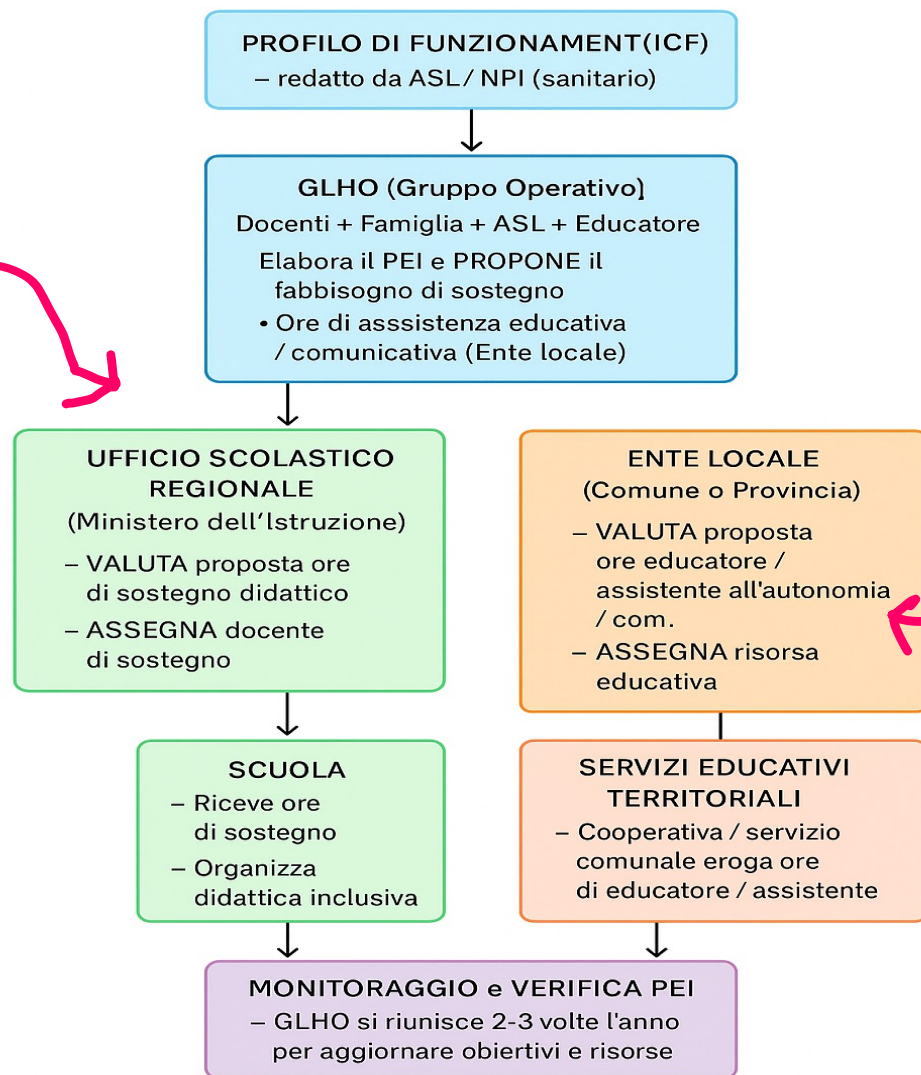 PROFILO DI FUNZIONAMENT(ICF)
– redatto da ASL/ NPI (sanitario)
GLHO (Gruppo Operativo]
Docenti + Famiglia + ASL + Educatore
Elabora il PEI e PROPONE il
fabbisogno di sostegno
• Ore di asssistenza educativa
/ comunicativa (Ente locale)
UFFICIO SCOLASTICO
REGIONALE
(Ministero dell'Istruzione)
– VALUTA proposta ore
di sostegno didattico
– ASSEGNA docente
di sostegno
ENTE LOCALE
(Comune o Provincia)
– VALUTA proposta
ore educatore /
assistente all'autonomia
/ com.
– ASSEGNA risorsa
educativa
SCUOLA
– Riceve ore
di sostegno
– Organizza
didattica inclusiva
SERVIZI EDUCATIVI
TERRITORIALI
– Cooperativa / servizio
comunale eroga ore
di educatore / assistente
MONITORAGGIO e VERIFICA PEI
– GLHO si riunisce 2-3 volte l'anno
per aggiornare obiertivi e risorse